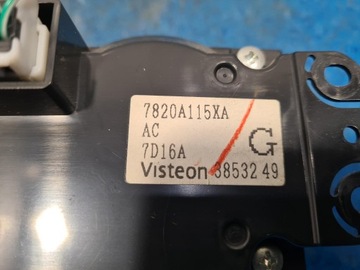 7820A115XA
AC
7D16A
G
Visteon 38532 49